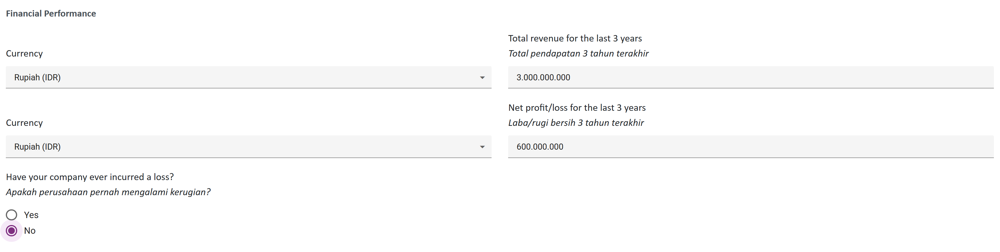 Financial Performance
Currency
Total revenue for the last 3 years
Total pendapatan 3 tahun terakhir
Rupiah (IDR)
3.000.000.000
Currency
Net profit/loss for the last 3 years
Laba/rugi bersih 3 tahun terakhir
Rupiah (IDR)
600.000.000
Have your company ever incurred a loss?
Apakah perusahaan pernah mengalami kerugian?
Yes
No